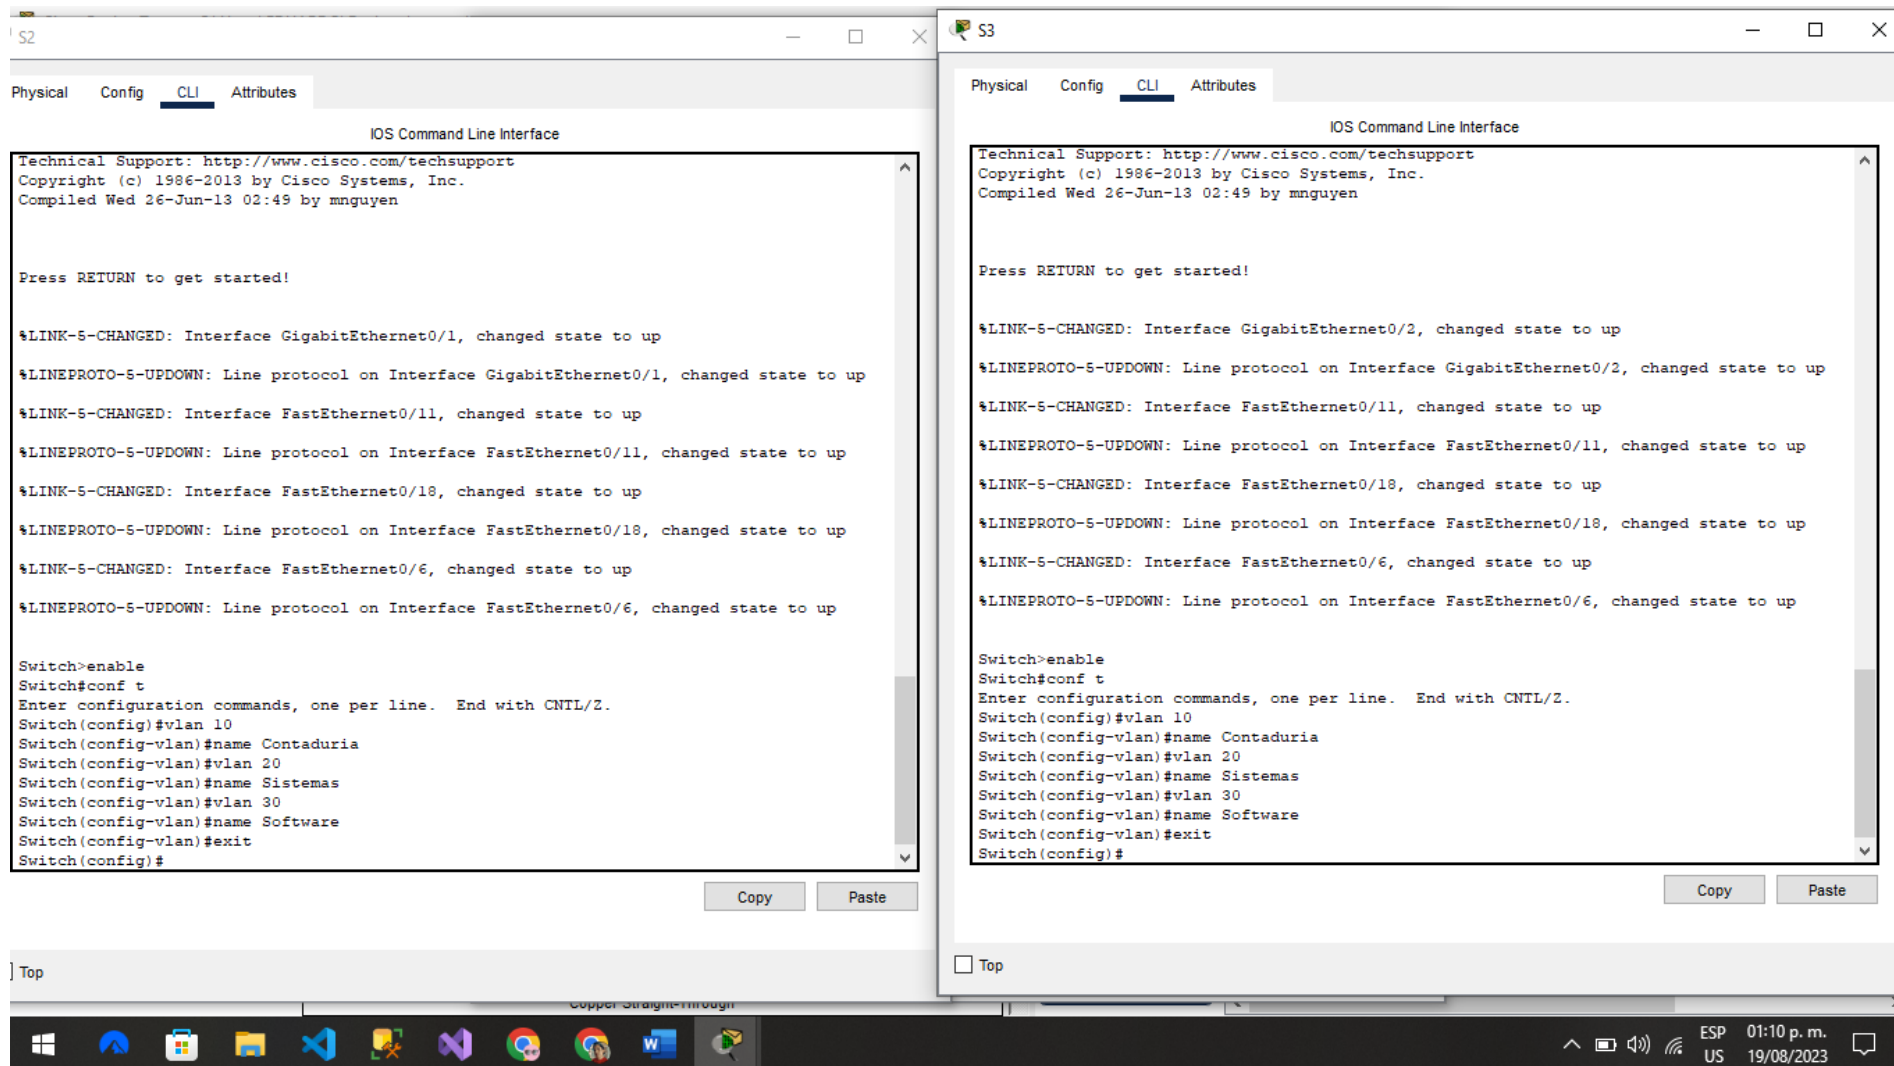 S2
Physical Config CLI Attributes
IOS Command Line Interface
Technical Support: http://www.cisco.com/techsupport
Copyright (c) 1986-2013 by Cisco Systems, Inc.
Compiled Wed 26-Jun-13 02:49 by mnguyen
Press RETURN to get started!
%LINK-5-CHANGED: Interface GigabitEthernet0/1, changed state to up
%LINEPROTO-5-UPDOWN: Line protocol on Interface GigabitEthernet0/1, changed state to up
%LINK-5-CHANGED: Interface FastEthernet0/11, changed state to up
%LINEPROTO-5-UPDOWN: Line protocol on Interface FastEthernet0/11, changed state to up
%LINK-5-CHANGED: Interface FastEthernet0/18, changed state to up
%LINEPROTO-5-UPDOWN: Line protocol on Interface FastEthernet0/18, changed state to up
%LINK-5-CHANGED: Interface FastEthernet0/6, changed state to up
%LINEPROTO-5-UPDOWN: Line protocol on Interface FastEthernet0/6, changed state to up
Switch>enable
Switch#conf t
Enter configuration commands, one per line.  End with CNTL/Z.
Switch(config)#vlan 10
Switch(config-vlan)#name Contaduria
Switch(config-vlan)#vlan 20
Switch(config-vlan)#name Sistemas
Switch(config-vlan)#vlan 30
Switch(config-vlan)#name Software
Switch(config-vlan)#exit
Switch(config)#
Copy Paste
Top
S3
Physical Config CLI Attributes
IOS Command Line Interface
Technical Support: http://www.cisco.com/techsupport
Copyright (c) 1986-2013 by Cisco Systems, Inc.
Compiled Wed 26-Jun-13 02:49 by mnguyen
Press RETURN to get started!
%LINK-5-CHANGED: Interface GigabitEthernet0/2, changed state to up
%LINEPROTO-5-UPDOWN: Line protocol on Interface GigabitEthernet0/2, changed state to up
%LINK-5-CHANGED: Interface FastEthernet0/11, changed state to up
%LINEPROTO-5-UPDOWN: Line protocol on Interface FastEthernet0/11, changed state to up
%LINK-5-CHANGED: Interface FastEthernet0/18, changed state to up
%LINEPROTO-5-UPDOWN: Line protocol on Interface FastEthernet0/18, changed state to up
%LINK-5-CHANGED: Interface FastEthernet0/6, changed state to up
%LINEPROTO-5-UPDOWN: Line protocol on Interface FastEthernet0/6, changed state to up
Switch>enable
Switch#conf t
Enter configuration commands, one per line.  End with CNTL/Z.
Switch(config)#vlan 10
Switch(config-vlan)#name Contaduria
Switch(config-vlan)#vlan 20
Switch(config-vlan)#name Sistemas
Switch(config-vlan)#vlan 30
Switch(config-vlan)#name Software
Switch(config-vlan)#exit
Switch(config)#
Copy Paste
Top
Copper Straight-Through
W
ESP 01:10 p. m.
US 19/08/2023